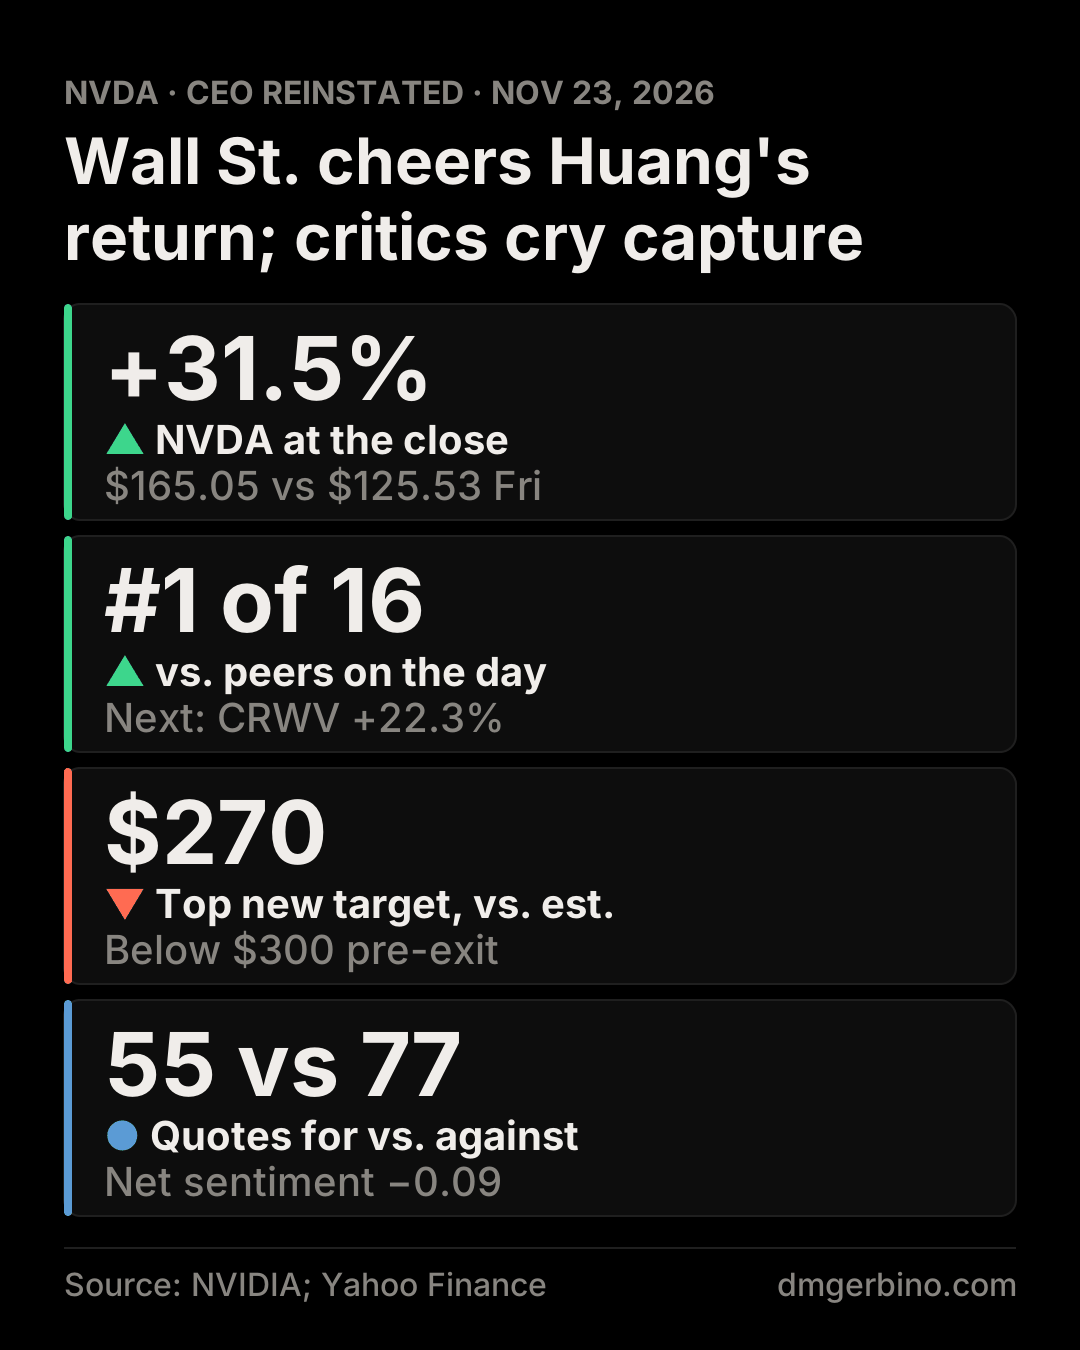 NVDA · CEO REINSTATED · NOV 23, 2026
Wall St. cheers Huang's
return; critics cry capture
+31.5%
▲ NVDA at the close
$165.05 vs $125.53 Fri
#1 of 16
▲ vs. peers on the day
Next: CRWV +22.3%
$270
▼ Top new target, vs. est.
Below $300 pre-exit
55 vs 77
● Quotes for vs. against
Net sentiment −0.09
Source: NVIDIA; Yahoo Finance
dmgerbino.com